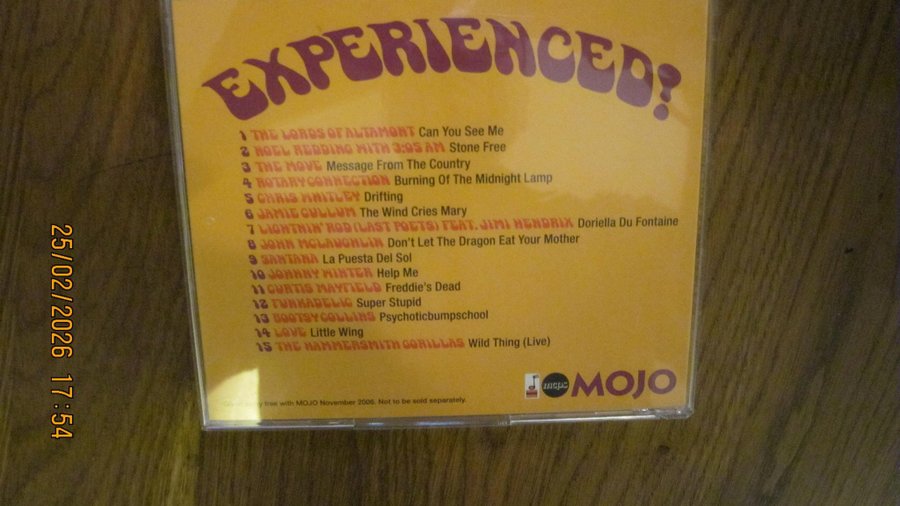 EXPERIENCED?
1 THE LORDS OF ALTAMONT Can You See Me
2 NOEL REDDING WITH 3:05 AM Stone Free
3 THE MOVE Message From The Country
4 ROTARY CONNECTION Burning Of The Midnight Lamp
5 CHRIS WHITLEY Drifting
6 JAMIE CULLUM The Wind Cries Mary
7 LIGHTNIN' ROD (LAST POETS) FEAT. JIMI HENDRIX Doriella Du Fontaine
8 JOHN MCLAUGHLIN Don't Let The Dragon Eat Your Mother
9 SANTANA La Puesta Del Sol
10 JOHNNY WINTER Help Me
11 CURTIS MAYFIELD Freddie's Dead
12 FUNKADELIC Super Stupid
13 BOOTSY COLLINS Psychoticbumpschool
14 LOVE Little Wing
15 THE HAMMERSMITH GORILLAS Wild Thing (Live)
mcps MOJO
free with MOJO November 2006. Not to be sold separately.
25/02/2026 17:54